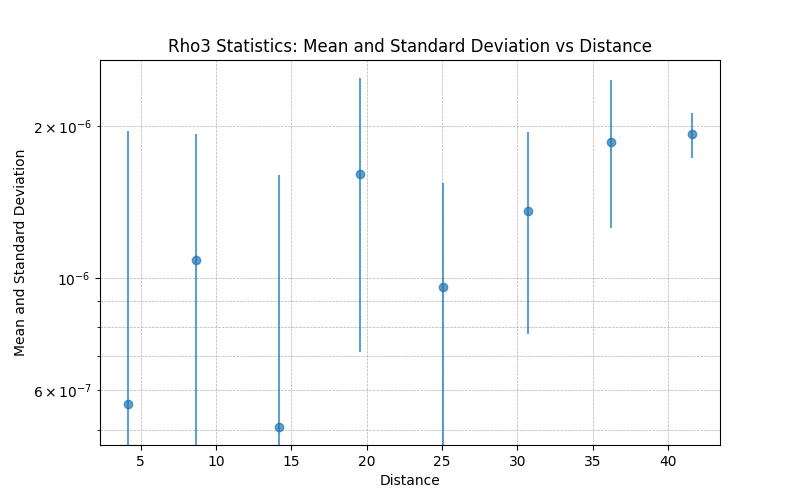 Rho3 Statistics: Mean and Standard Deviation vs Distance
Mean and Standard Deviation
2 × 10⁻⁶
10⁻⁶
6 × 10⁻⁷
5 10 15 20 25 30 35 40
Distance